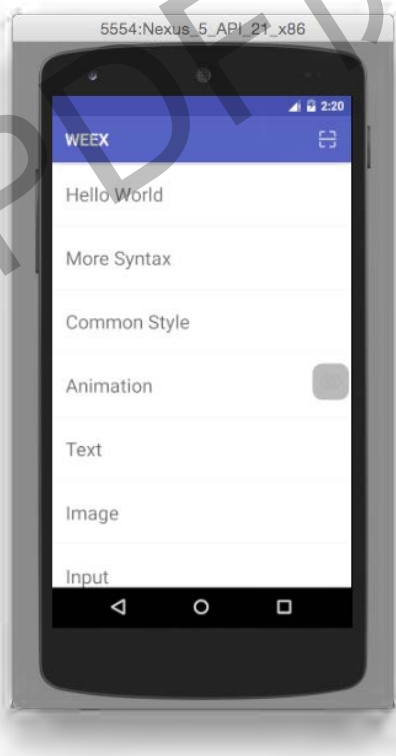 5554:Nexus_5_API_21_x86
2:20
WEEX
Hello World
More Syntax
Common Style
Animation
Text
Image
Input